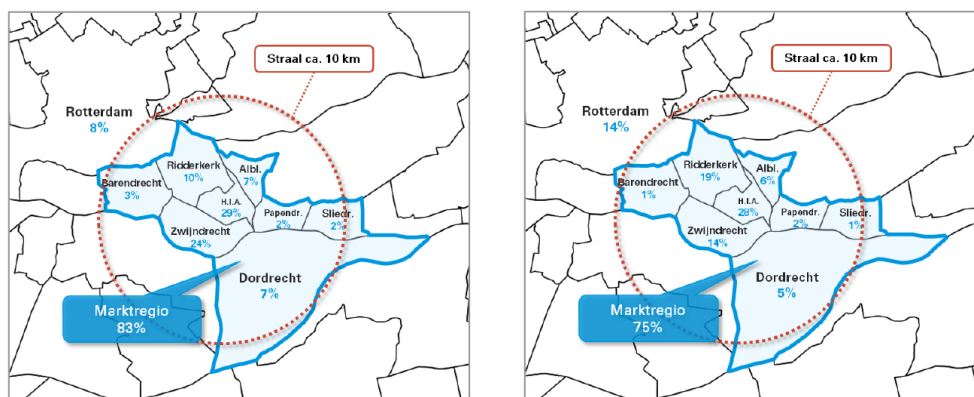 Straal ca. 10 km
Rotterdam
8%
Ridderkerk
10%
Albl.
7%
Barendrecht
3%
H.I.A.
29%
Papendr.
2%
Sliedr.
2%
Zwijndrecht
24%
Dordrecht
7%
Marktregio
83%
Straal ca. 10 km
Rotterdam
14%
Ridderkerk
19%
Albl.
6%
Barendrecht
1%
H.I.A.
28%
Papendr.
2%
Sliedr.
1%
Zwijndrecht
14%
Dordrecht
5%
Marktregio
75%